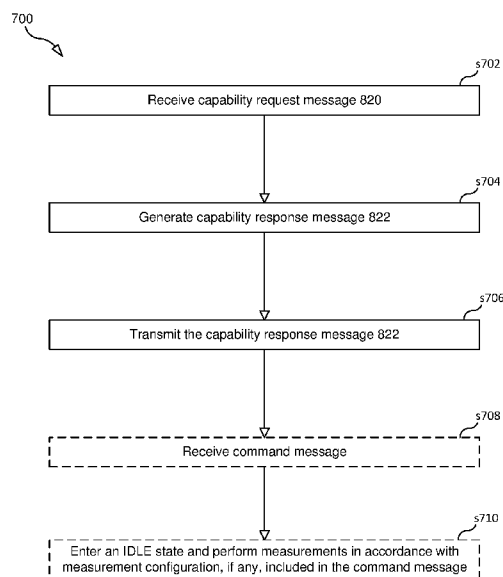 700
s702
Receive capability request message 820
s704
Generate capability response message 822
s706
Transmit the capability response message 822
s708
Receive command message
s710
Enter an IDLE state and perform measurements in accordance with
measurement configuration, if any, included in the command message